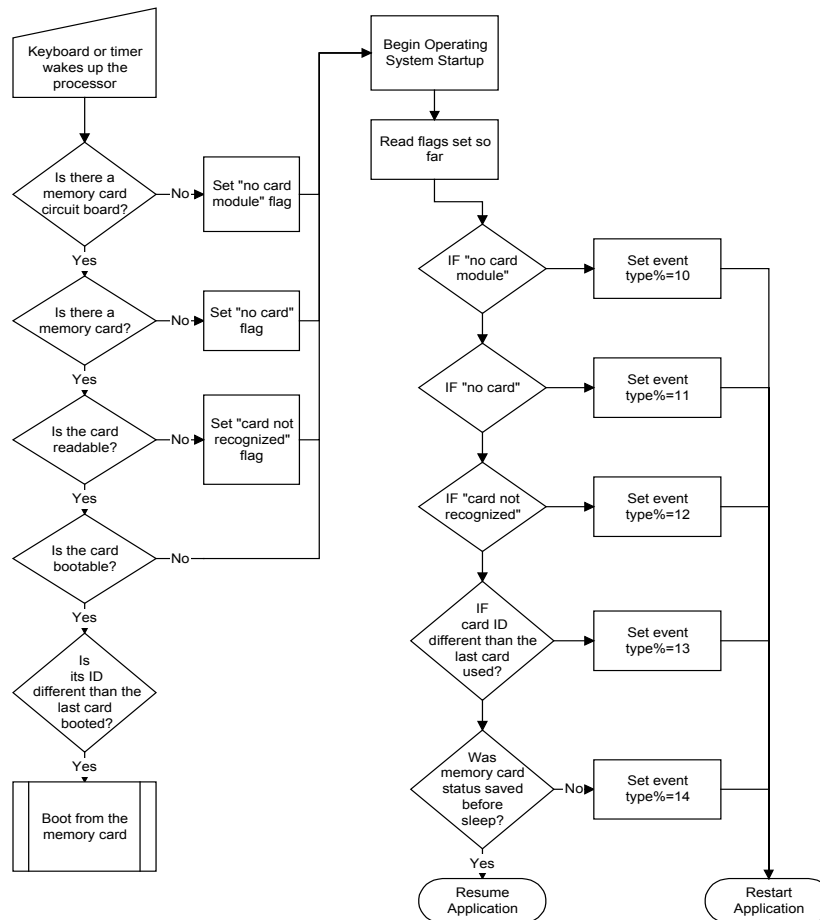 Keyboard or timer
wakes up the
processor
Is there a
memory card
circuit board?
No
Set "no card
module" flag
Yes
Is there a
memory card?
No
Set "no card"
flag
Yes
Is the card
readable?
No
Set "card not
recognized"
flag
Yes
Is the card
bootable?
No
Yes
Is
its ID
different than the
last card
booted?
Yes
Boot from the
memory card
Begin Operating
System Startup
Read flags set so
far
IF "no card
module"
Set event
type%=10
IF "no card"
Set event
type%=11
IF "card not
recognized"
Set event
type%=12
IF
card ID
different than the
last card
used?
Set event
type%=13
Was
memory card
status saved
before
sleep?
No
Set event
type%=14
Yes
Resume
Application
Restart
Application